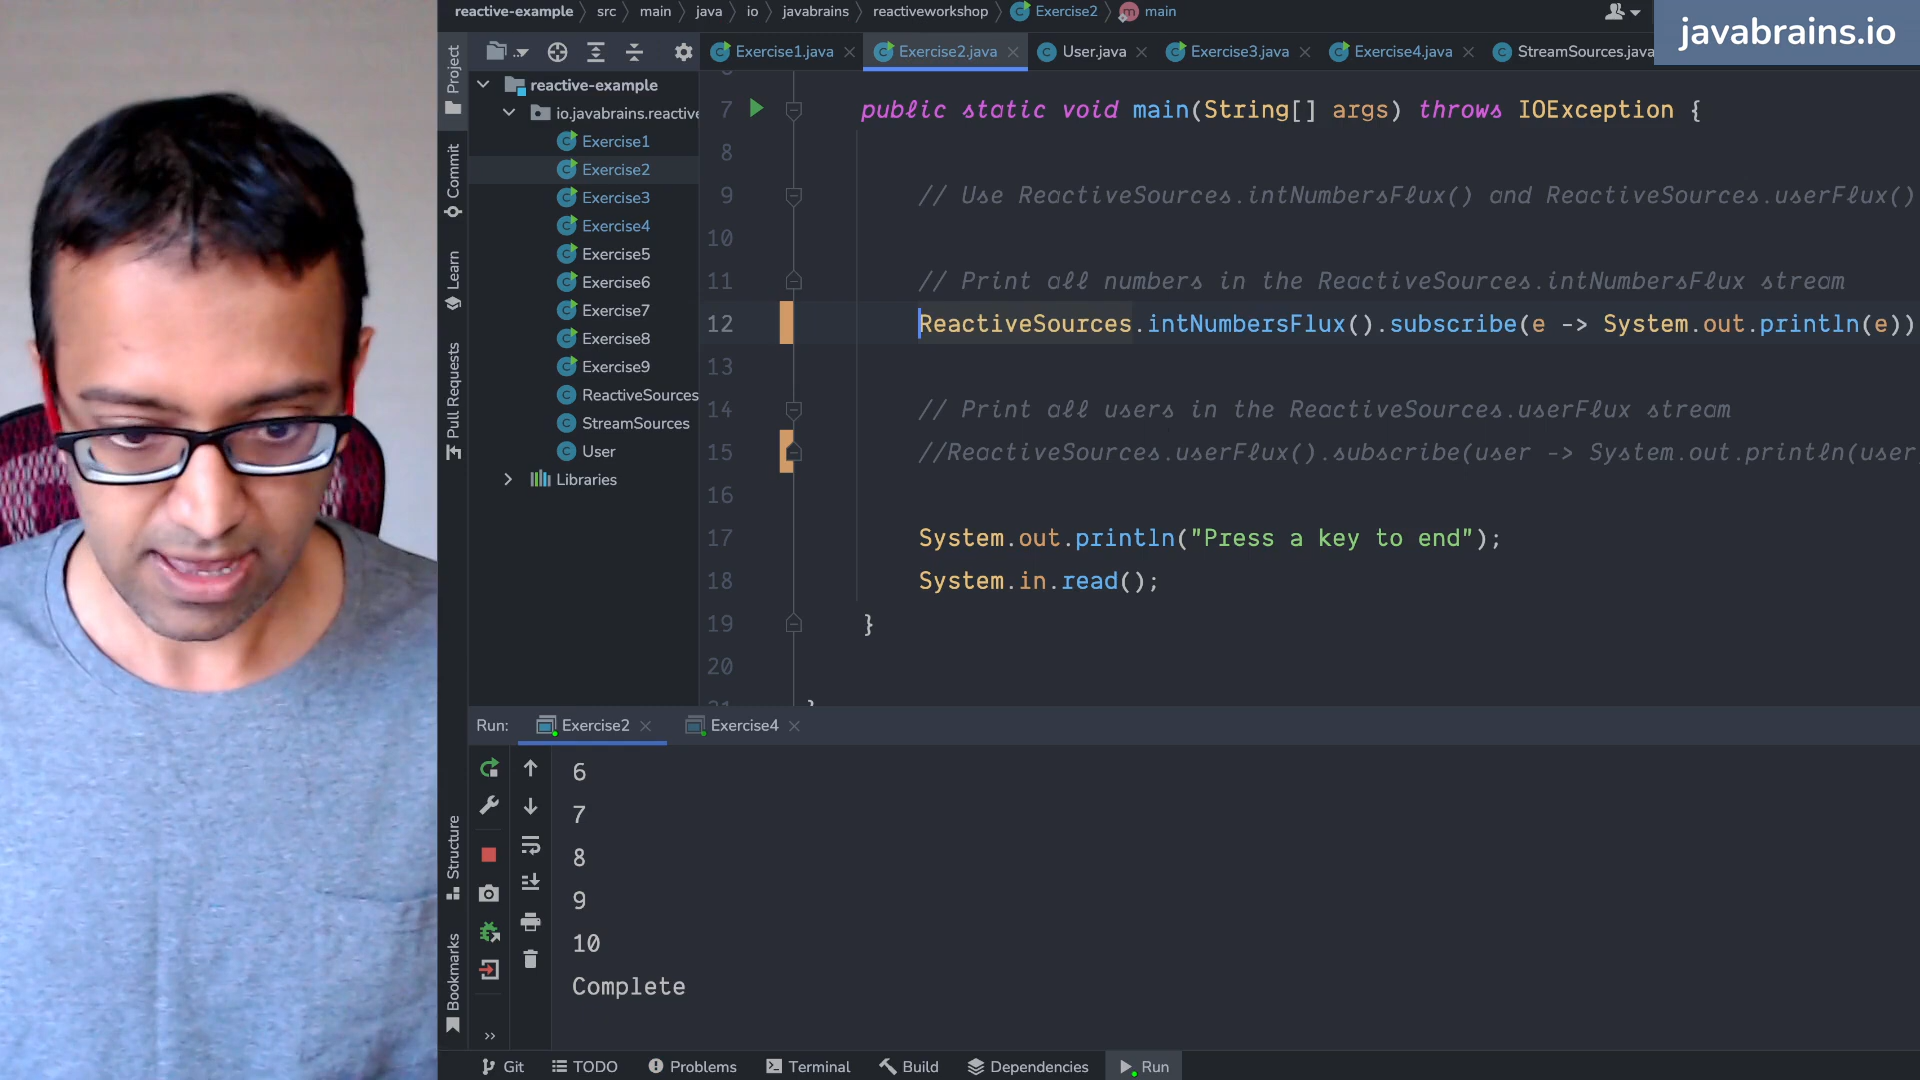 reactive-example src main java io javabrains reactiveworkshop Exercise2 main
javabrains.io
Exercise1.java Exercise2.java User.java Exercise3.java Exercise4.java StreamSources.java
Project
Commit
Learn
Pull Requests
Structure
Bookmarks
reactive-example
io.javabrains.reactive
Exercise1
Exercise2
Exercise3
Exercise4
Exercise5
Exercise6
Exercise7
Exercise8
Exercise9
ReactiveSources
StreamSources
User
Libraries
7 public static void main(String[] args) throws IOException {
8
9 // Use ReactiveSources.intNumbersFlux() and ReactiveSources.userFlux()
10
11 // Print all numbers in the ReactiveSources.intNumbersFlux stream
12 ReactiveSources.intNumbersFlux().subscribe(e -> System.out.println(e))
13
14 // Print all users in the ReactiveSources.userFlux stream
15 //ReactiveSources.userFlux().subscribe(user -> System.out.println(user
16
17 System.out.println("Press a key to end");
18 System.in.read();
19 }
20
Run: Exercise2 Exercise4
6
7
8
9
10
Complete
Git TODO Problems Terminal Build Dependencies Run